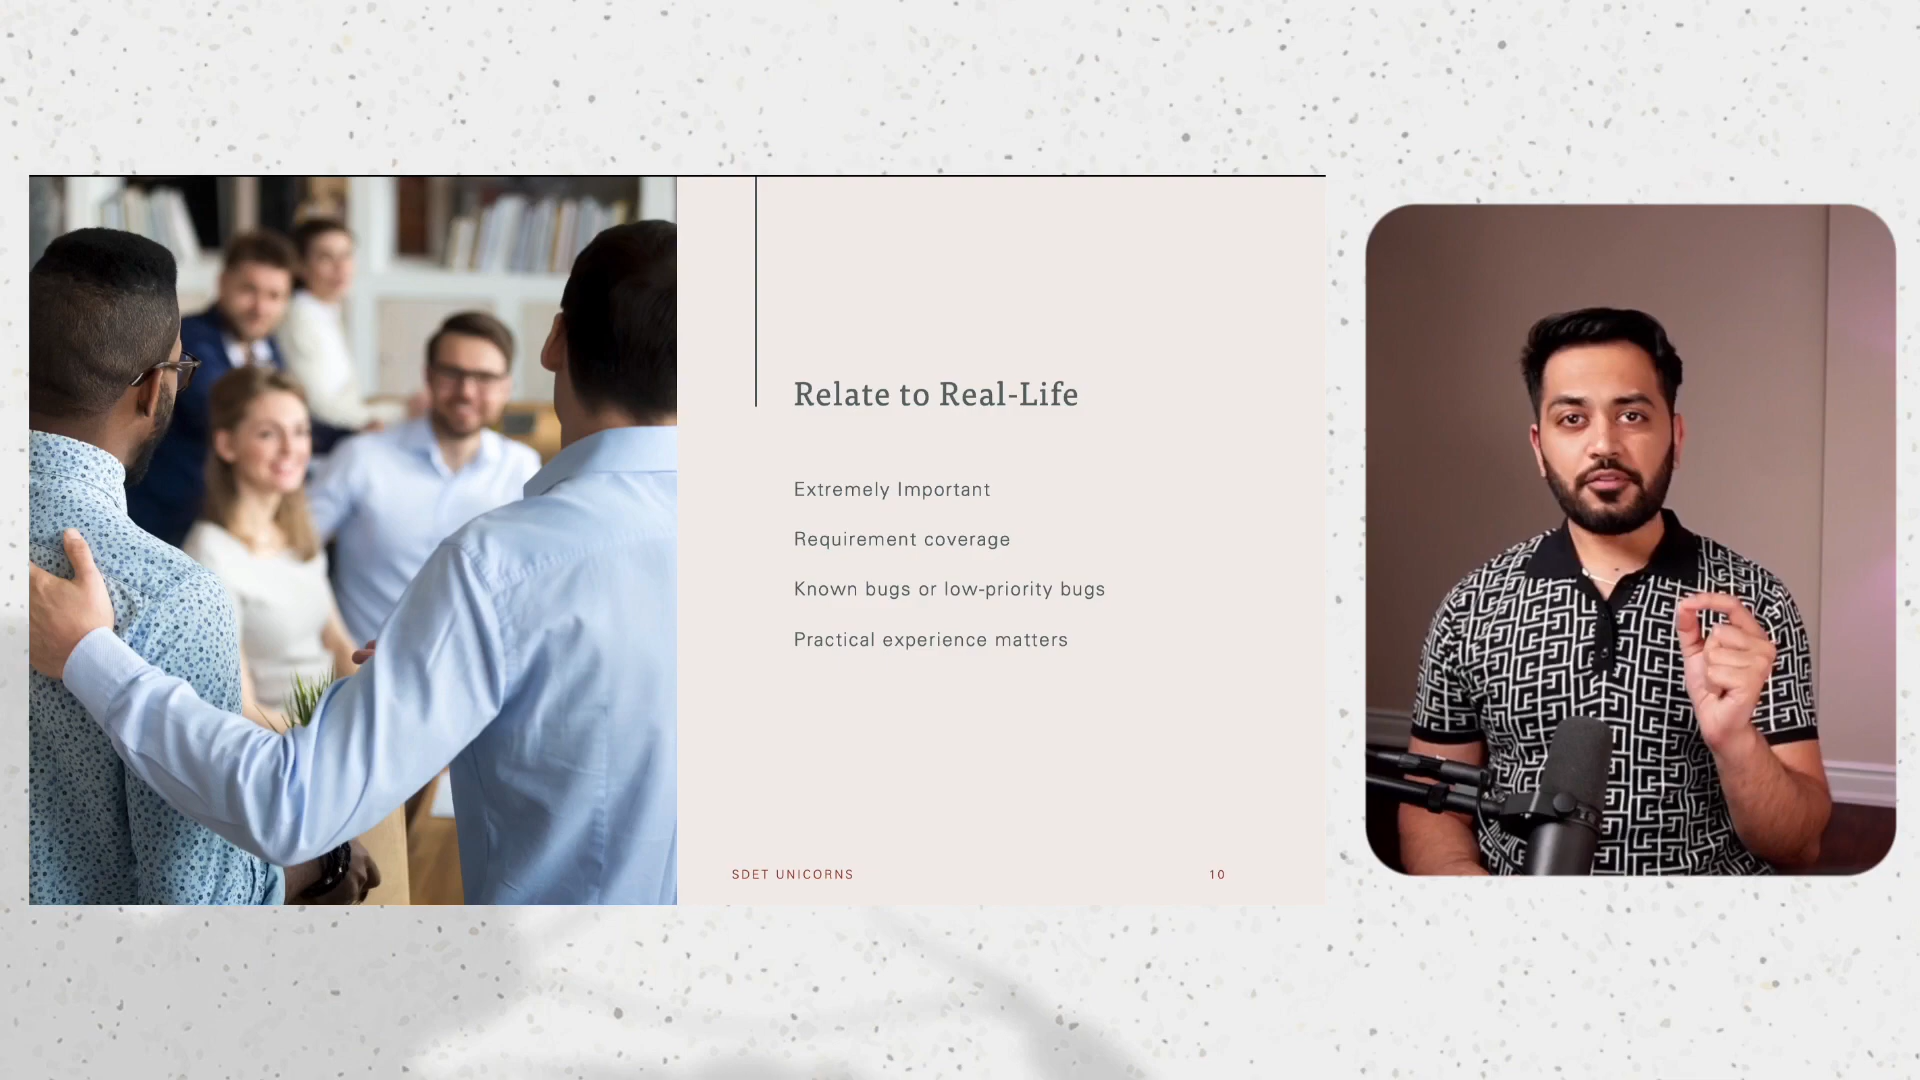 Relate to Real-Life
Extremely Important
Requirement coverage
Known bugs or low-priority bugs
Practical experience matters
SDET UNICORNS
10